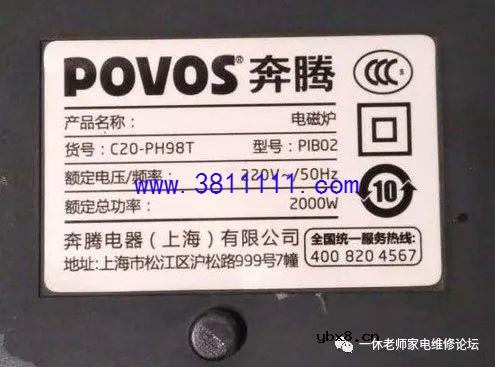 POVOS® 奔腾
CCC S
产品名称: 电磁炉
货号: C20-PH98T 型号: PIB02
额定电压/频率: 220V~/50Hz
www.3811111.com
10
额定总功率: 2000W
奔腾电器(上海)有限公司
全国统一服务热线:
400 820 4567
地址:上海市松江区沪松路999号7幢
ybx8.cn
一休老师家电维修论坛